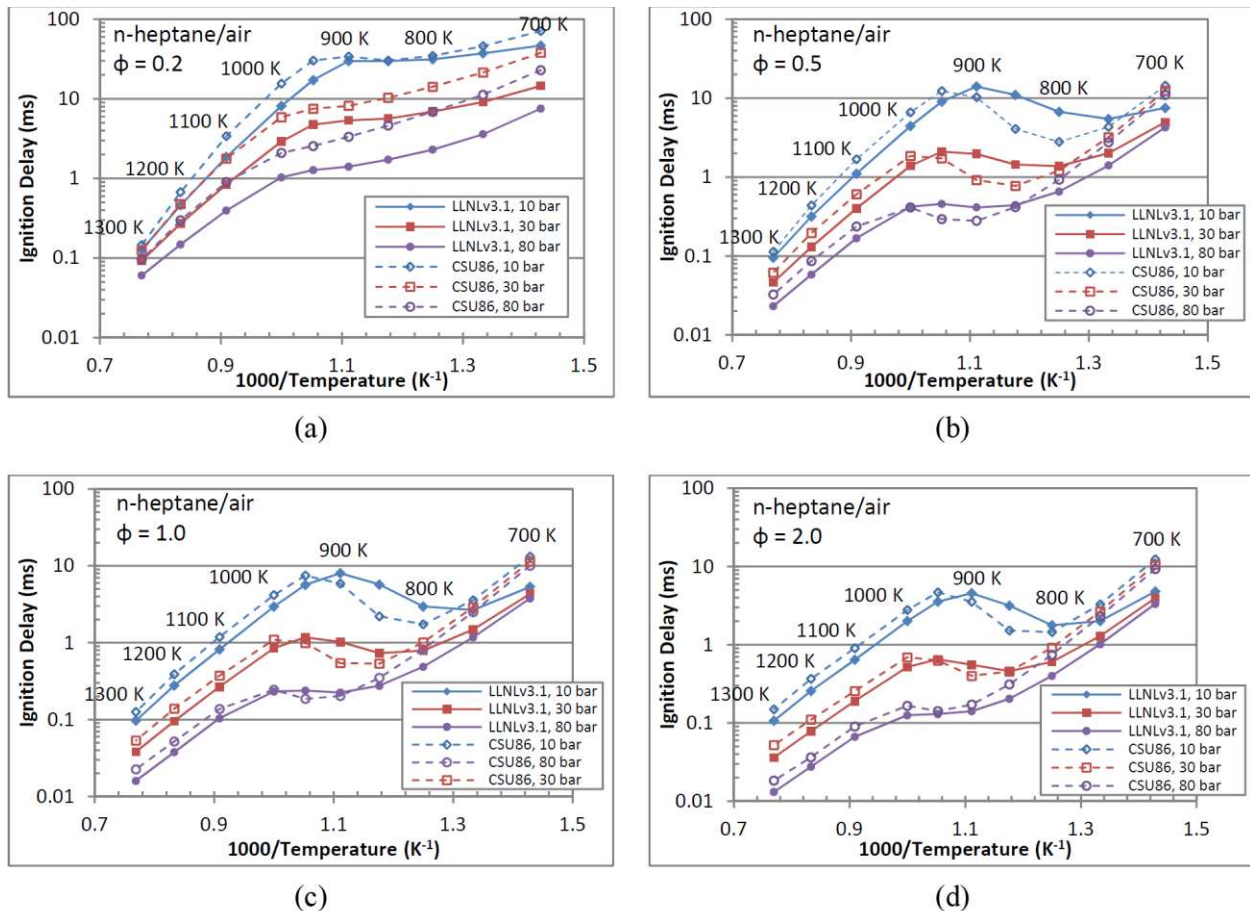 n-heptane/air
ϕ = 0.2
100
10
1
0.1
0.01
Ignition Delay (ms)
1300 K
1200 K
1100 K
1000 K
900 K
800 K
700 K
LLNLv3.1, 10 bar
LLNLv3.1, 30 bar
LLNLv3.1, 80 bar
CSU86, 10 bar
CSU86, 30 bar
CSU86, 80 bar
0.7 0.9 1.1 1.3 1.5
1000/Temperature (K⁻¹)
(a)
n-heptane/air
ϕ = 0.5
100
10
1
0.1
0.01
Ignition Delay (ms)
1300 K
1200 K
1100 K
1000 K
900 K
800 K
700 K
LLNLv3.1, 10 bar
LLNLv3.1, 30 bar
LLNLv3.1, 80 bar
CSU86, 10 bar
CSU86, 30 bar
CSU86, 80 bar
0.7 0.9 1.1 1.3 1.5
1000/Temperature (K⁻¹)
(b)
n-heptane/air
ϕ = 1.0
100
10
1
0.1
0.01
Ignition Delay (ms)
1300 K
1200 K
1100 K
1000 K
900 K
800 K
700 K
LLNLv3.1, 10 bar
LLNLv3.1, 30 bar
LLNLv3.1, 80 bar
CSU86, 10 bar
CSU86, 80 bar
CSU86, 30 bar
0.7 0.9 1.1 1.3 1.5
1000/Temperature (K⁻¹)
(c)
n-heptane/air
ϕ = 2.0
100
10
1
0.1
0.01
Ignition Delay (ms)
1300 K
1200 K
1100 K
1000 K
900 K
800 K
700 K
LLNLv3.1, 10 bar
LLNLv3.1, 30 bar
LLNLv3.1, 80 bar
CSU86, 10 bar
CSU86, 30 bar
CSU86, 80 bar
0.7 0.9 1.1 1.3 1.5
1000/Temperature (K⁻¹)
(d)